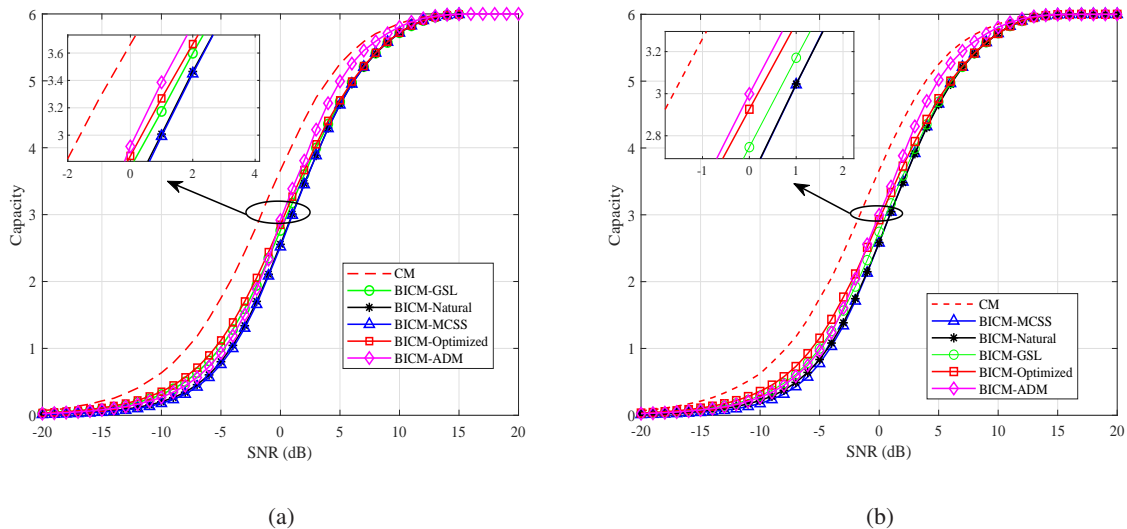 6
5
4
3
2
1
0
-20
-15
-10
-5
0
5
10
15
20
SNR (dB)
Capacity
3.6
3.4
3.2
3
-2
0
2
4
CM
BICM-GSL
BICM-Natural
BICM-MCSS
BICM-Optimized
BICM-ADM
(a)
6
5
4
3
2
1
0
-20
-15
-10
-5
0
5
10
15
20
SNR (dB)
Capacity
3.2
3
2.8
-1
0
1
2
CM
BICM-MCSS
BICM-Natural
BICM-GSL
BICM-Optimized
BICM-ADM
(b)